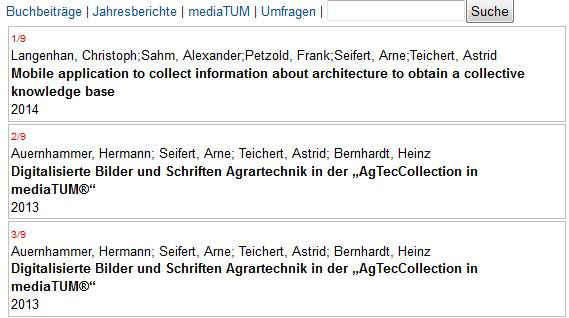 Buchbeiträge | Jahresberichte | mediaTUM | Umfragen | Suche
1/9
Langenhan, Christoph;Sahm, Alexander;Petzold, Frank;Seifert, Arne;Teichert, Astrid
Mobile application to collect information about architecture to obtain a collective
knowledge base
2014
2/9
Auernhammer, Hermann; Seifert, Arne; Teichert, Astrid; Bernhardt, Heinz
Digitalisierte Bilder und Schriften Agrartechnik in der „AgTecCollection in
mediaTUM®“
2013
3/9
Auernhammer, Hermann; Seifert, Arne; Teichert, Astrid; Bernhardt, Heinz
Digitalisierte Bilder und Schriften Agrartechnik in der „AgTecCollection in
mediaTUM®“
2013